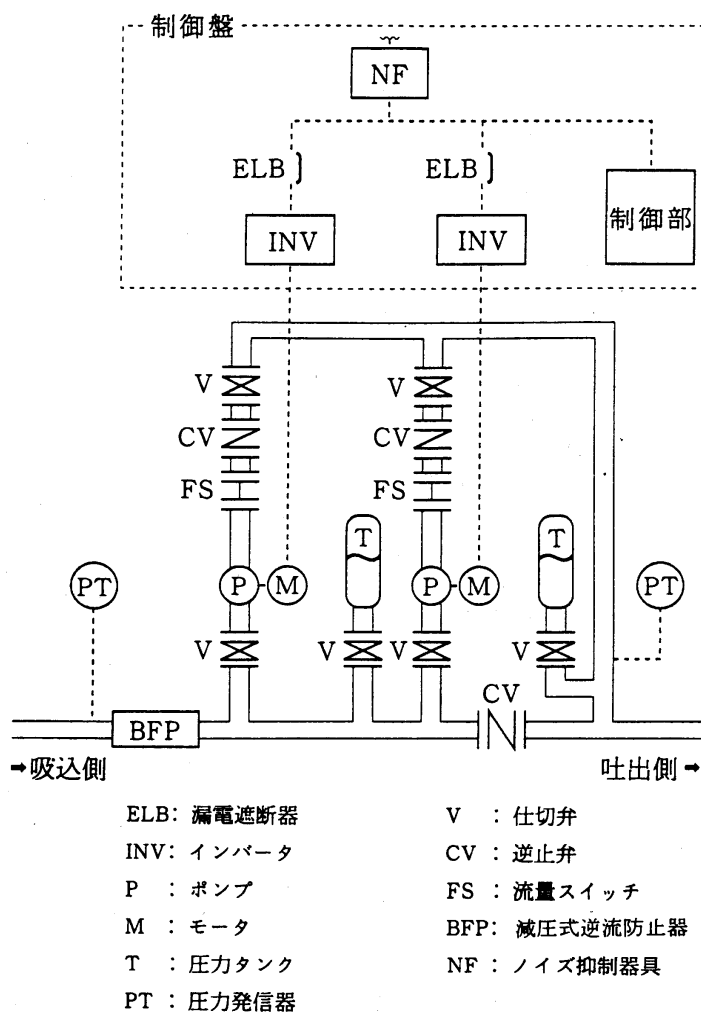 制御盤
NF
ELB ELB
制御部
INV INV
V V
CV CV
FS FS
T T
PT P M P M PT
V V V V
CV
BFP
→吸込側 吐出側→
ELB: 漏電遮断器
INV: インバータ
P : ポンプ
M : モータ
T : 圧力タンク
PT : 圧力発信器
V : 仕切弁
CV : 逆止弁
FS : 流量スイッチ
BFP: 減圧式逆流防止器
NF : ノイズ抑制器具